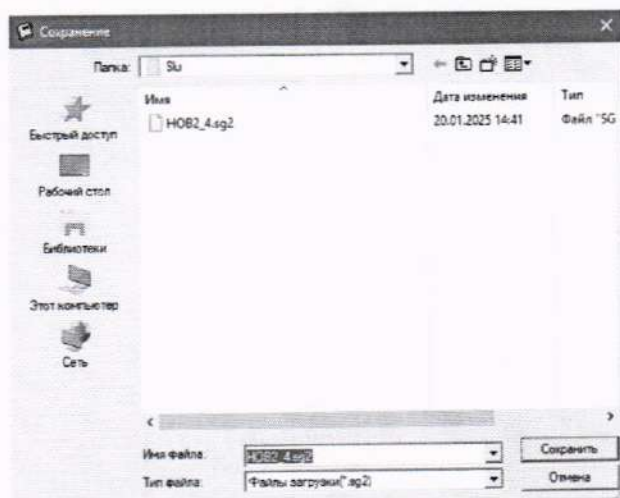 Сохранение
Папка: Slu
Имя Дата изменения Тип
HOB2_4.sg2 20.01.2025 14:41 Файл "SG
Быстрый доступ
Рабочий стол
Библиотеки
Этот компьютер
Сеть
Имя файла: HOB2_4.sg2 Сохранить
Тип файла: Файлы загрузки(*.sg2) Отмена